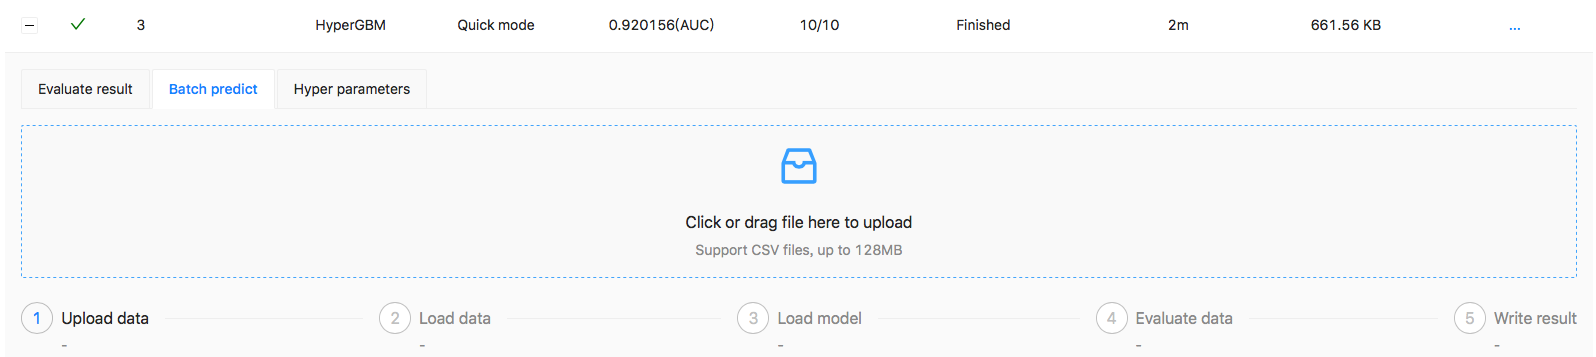 3 HyperGBM Quick mode 0.920156(AUC) 10/10 Finished 2m 661.56 KB ...
Evaluate result Batch predict Hyper parameters
Click or drag file here to upload
Support CSV files, up to 128MB
1 Upload data 2 Load data 3 Load model 4 Evaluate data 5 Write result
- - - - -